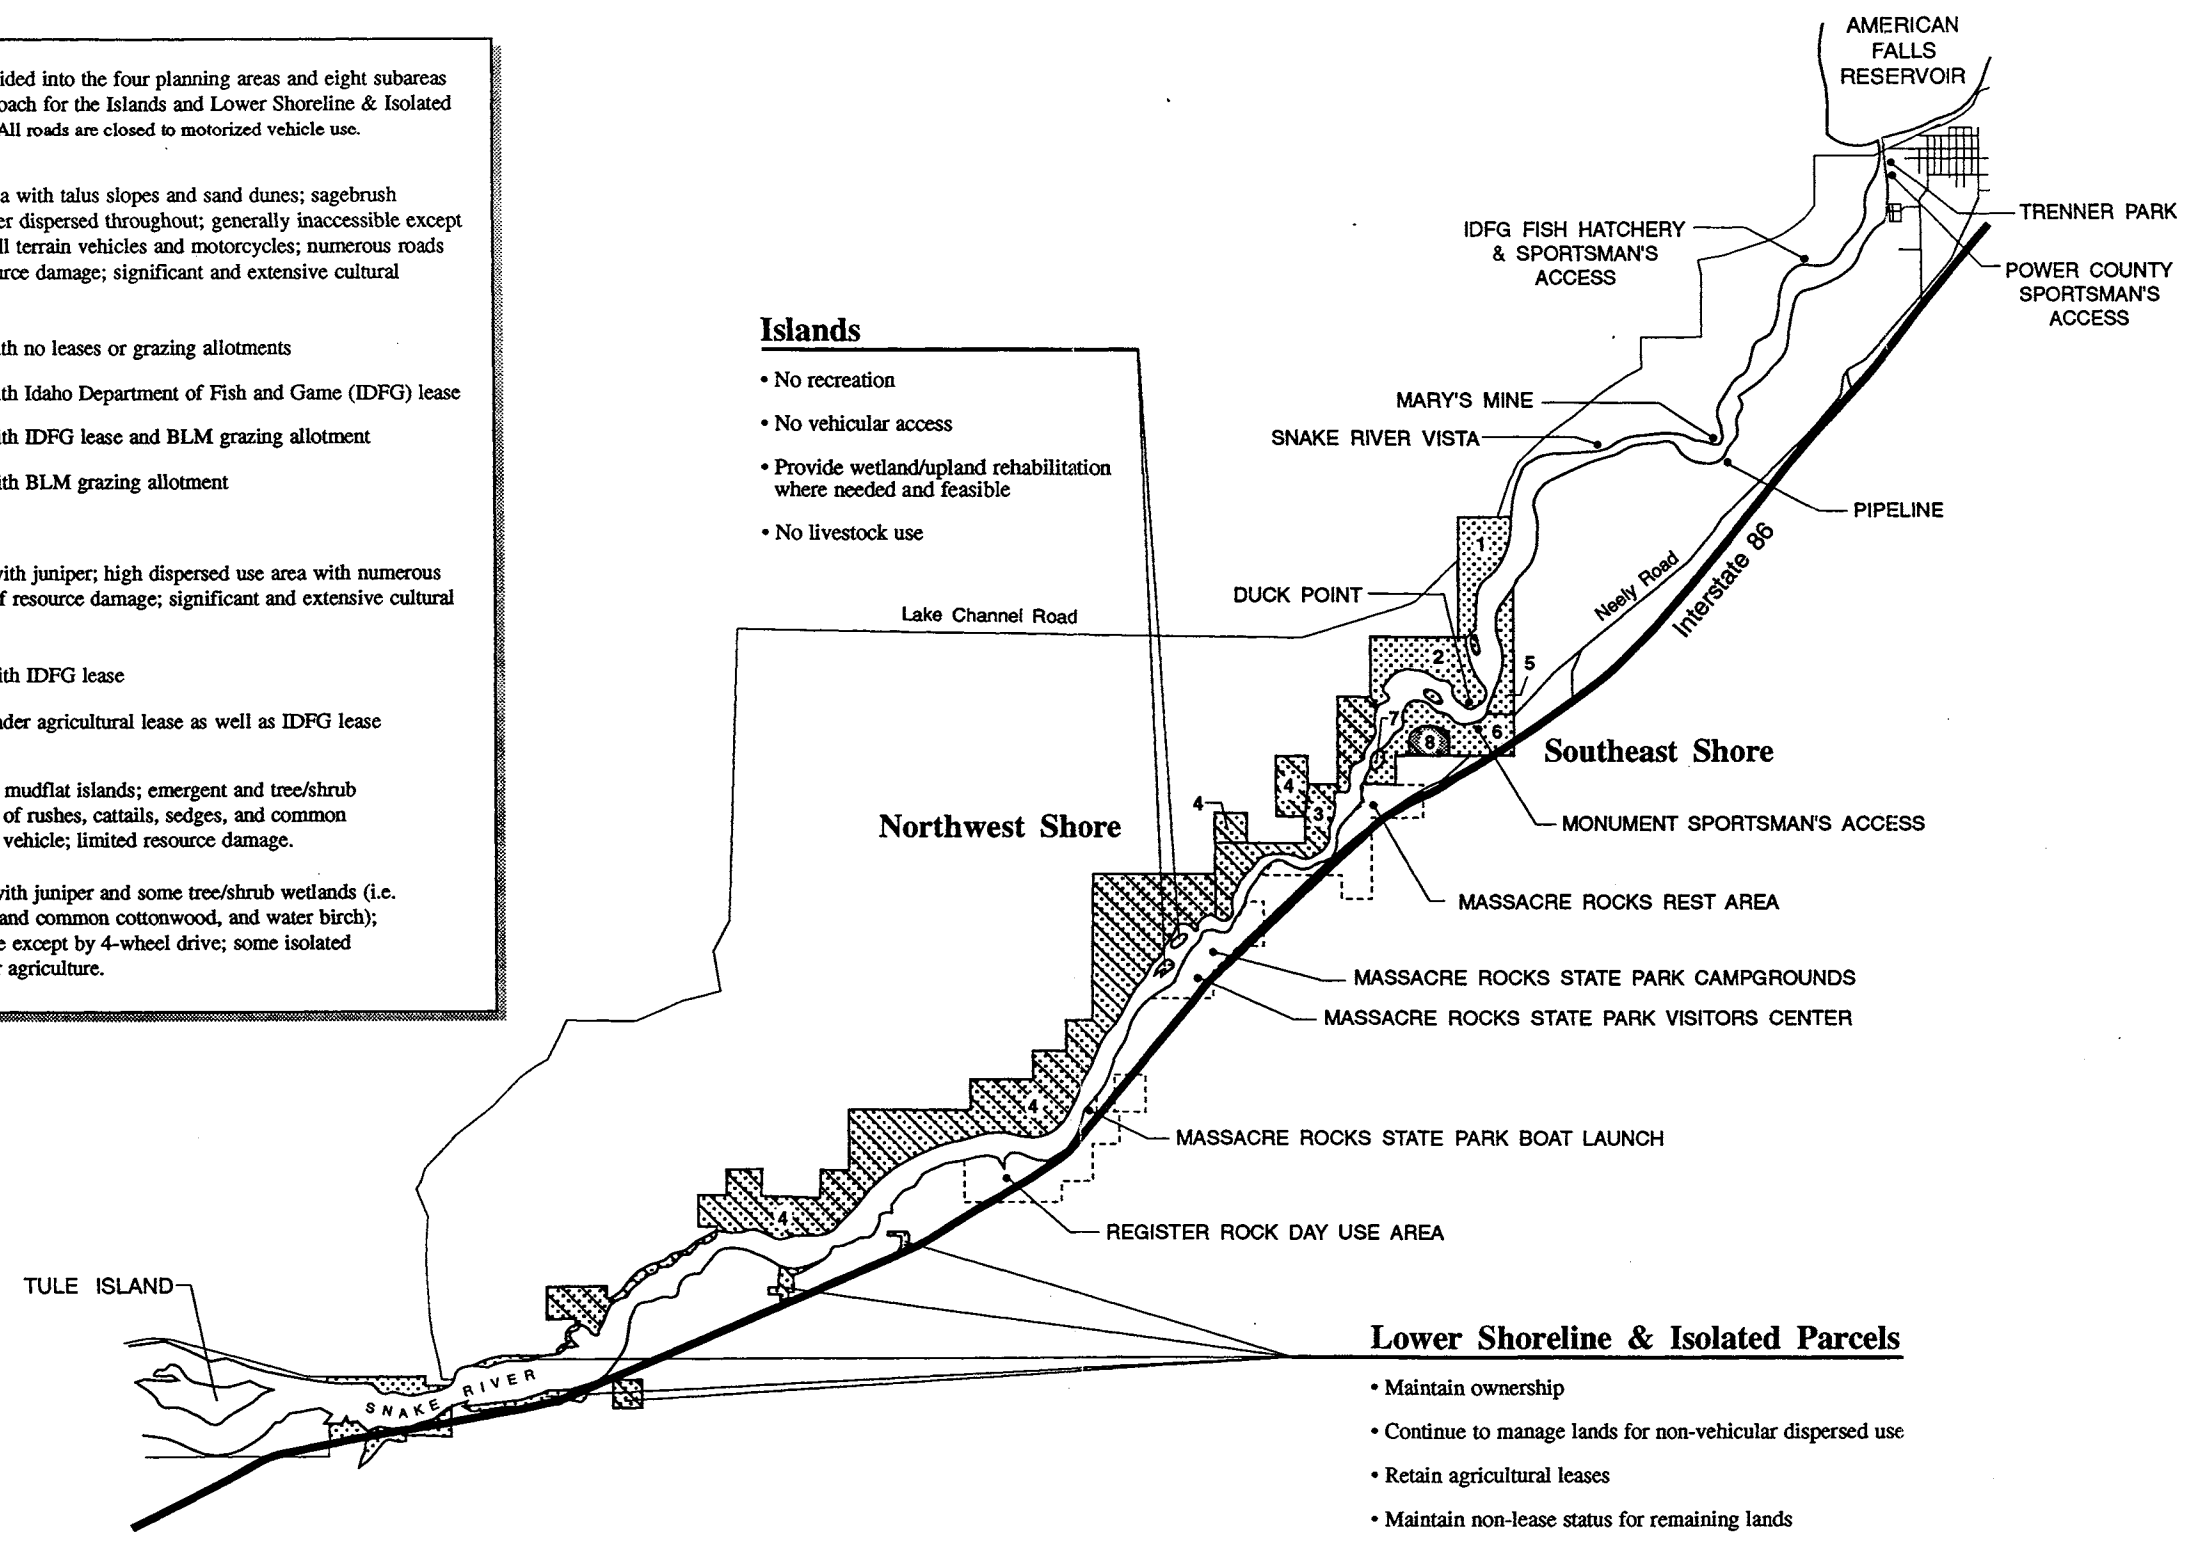 ided into the four planning areas and eight subareas
oach for the Islands and Lower Shoreline & Isolated
All roads are closed to motorized vehicle use.
a with talus slopes and sand dunes; sagebrush
er dispersed throughout; generally inaccessible except
ll terrain vehicles and motorcycles; numerous roads
urce damage; significant and extensive cultural
th no leases or grazing allotments
ith Idaho Department of Fish and Game (IDFG) lease
ith IDFG lease and BLM grazing allotment
ith BLM grazing allotment
with juniper; high dispersed use area with numerous
f resource damage; significant and extensive cultural
ith IDFG lease
nder agricultural lease as well as IDFG lease
mudflat islands; emergent and tree/shrub
of rushes, cattails, sedges, and common
vehicle; limited resource damage.
with juniper and some tree/shrub wetlands (i.e.
and common cottonwood, and water birch);
e except by 4-wheel drive; some isolated
r agriculture.
Islands
• No recreation
• No vehicular access
• Provide wetland/upland rehabilitation
where needed and feasible
• No livestock use
AMERICAN
FALLS
RESERVOIR
TRENNER PARK
IDFG FISH HATCHERY
& SPORTSMAN'S
ACCESS
POWER COUNTY
SPORTSMAN'S
ACCESS
MARY'S MINE
SNAKE RIVER VISTA
PIPELINE
Interstate 86
Neely Road
1
DUCK POINT
Lake Channel Road
2
5
7
6
8
Southeast Shore
4
3
4
Northwest Shore
MONUMENT SPORTSMAN'S ACCESS
MASSACRE ROCKS REST AREA
MASSACRE ROCKS STATE PARK CAMPGROUNDS
MASSACRE ROCKS STATE PARK VISITORS CENTER
4
MASSACRE ROCKS STATE PARK BOAT LAUNCH
4
REGISTER ROCK DAY USE AREA
TULE ISLAND
SNAKE RIVER
Lower Shoreline & Isolated Parcels
• Maintain ownership
• Continue to manage lands for non-vehicular dispersed use
• Retain agricultural leases
• Maintain non-lease status for remaining lands